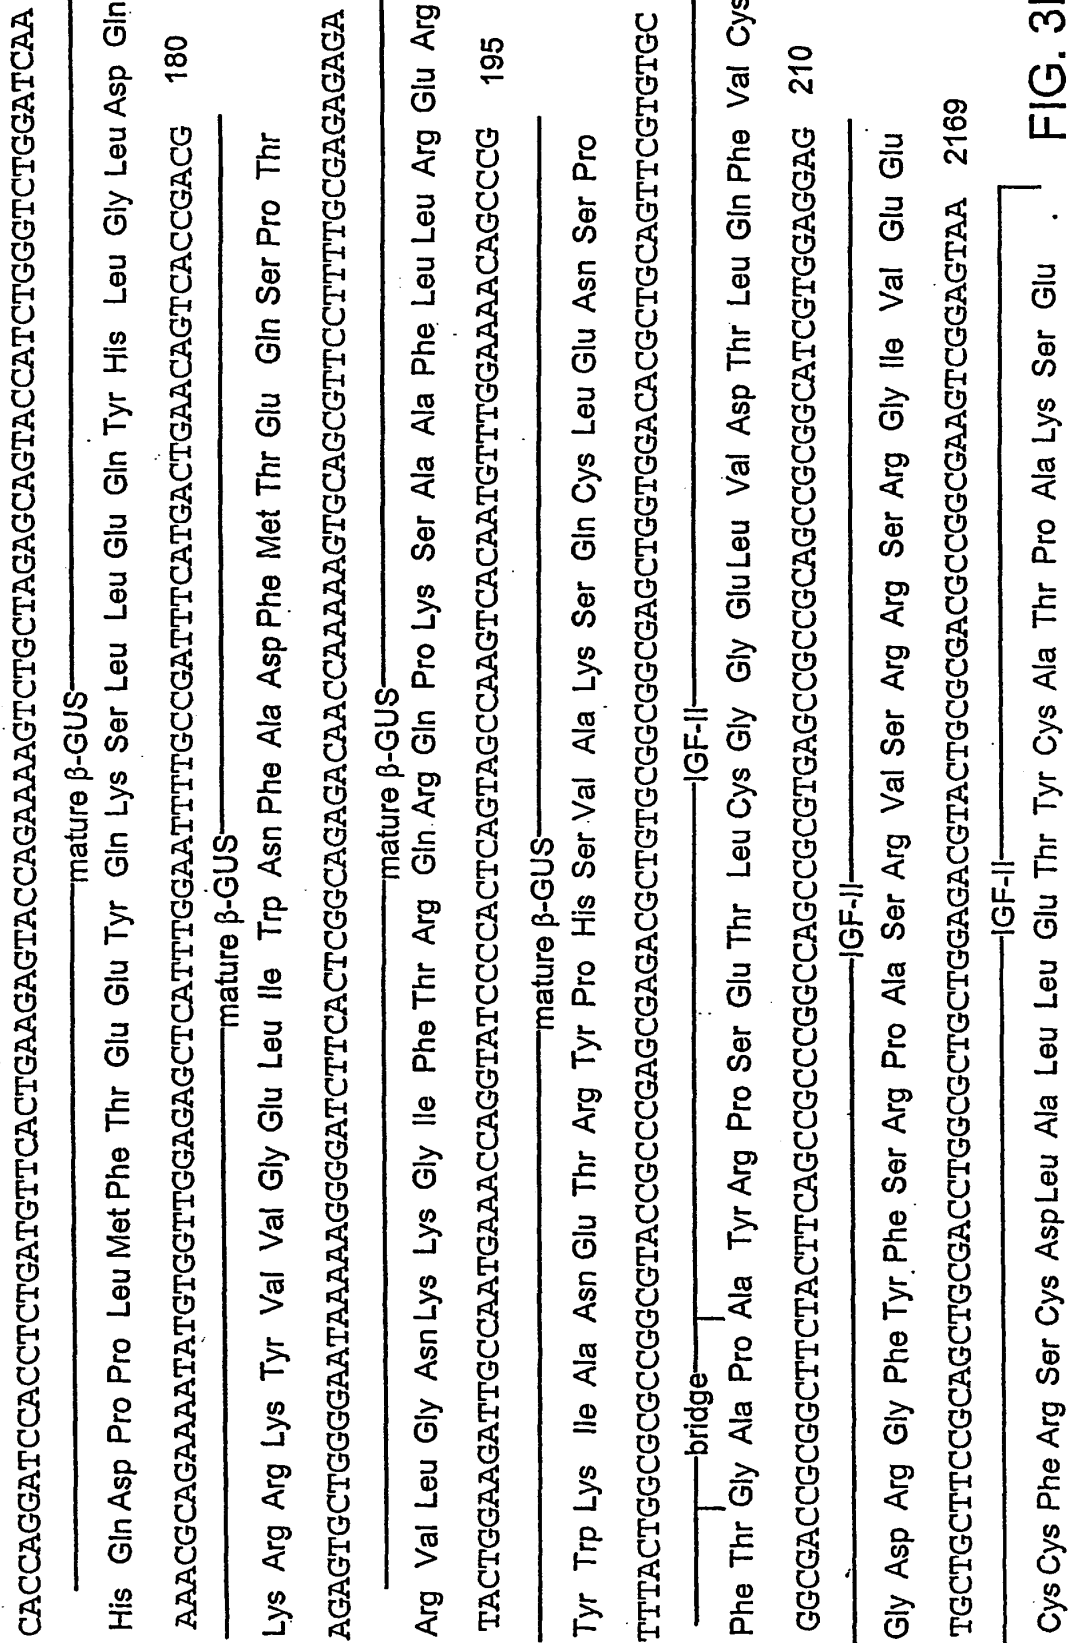 CACCAGGATCCACCTCTGATGTTCACTGAAGAGTACCAGAAAAGTCTGCTAGAGCAGTACCATCTGGGTCTGGATCAA
mature β-GUS
His Gln Asp Pro Pro Leu Met Phe Thr Glu Glu Tyr Gln Lys Ser Leu Leu Glu Gln Tyr His Leu Gly Leu Asp Gln
AAACGCAGAAAATATGTGGTTGGAGAGCTCATTTGGAATTTTGCCGATTTCATGACTGAACAGTCACCGACG 180
mature β-GUS
Lys Arg Arg Lys Tyr Val Val Gly Glu Leu Ile Trp Asn Phe Ala Asp Phe Met Thr Glu Gln Ser Pro Thr
AGAGTGCTGGGGAATAAAAAGGGGATCTTCACTCGGCAGAGACAACCAAAAAGTGCAGCGTTCCTTTTGCGAGAGAGA
mature β-GUS
Arg Val Leu Gly Asn Lys Lys Gly Ile Phe Thr Arg Gln Arg Gln Pro Lys Ser Ala Ala Phe Leu Leu Arg Glu Arg
TACTGGAAGATTGCCAATGAAACCAGGTATCCCCACTCAGTAGCCAAGTCACAATGTTTGGAAAACAGCCCG 195
mature β-GUS
Tyr Trp Lys Ile Ala Asn Glu Thr Arg Tyr Pro His Ser Val Ala Lys Ser Gln Cys Leu Glu Asn Ser Pro
TTTACTGGCGCGCCGGCGTACCGCCCGAGCGAGACGCTGTGCGGCGGCGAGCTGGTGGACACGCTGCAGTTCGTGTGC
bridge IGF-II
Phe Thr Gly Ala Pro Ala Tyr Arg Pro Ser Glu Thr Leu Cys Gly Gly Glu Leu Val Asp Thr Leu Gln Phe Val Cys
GGCGACCGCGGCTTCTACTTCAGCCGCCCGGCCAGCCGCGTGAGCCGCCGCAGCCGCGGCATCGTGGAGGAG 210
IGF-II
Gly Asp Arg Gly Phe Tyr Phe Ser Arg Pro Ala Ser Arg Val Ser Arg Arg Ser Arg Gly Ile Val Glu Glu
TGCTGCTTCCGCAGCTGCGACCTGGCGCTGCTGGAGACGTACTGCGCGACGCCGGCGAAGTCGGAGTAA 2169
IGF-II
Cys Cys Phe Arg Ser Cys Asp Leu Ala Leu Leu Glu Thr Tyr Cys Ala Thr Pro Ala Lys Ser Glu .